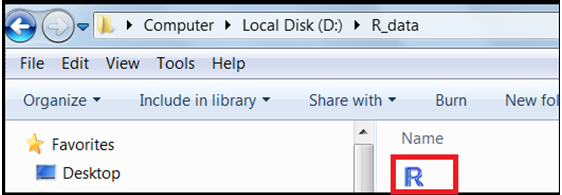 Computer Local Disk (D:) R_data
File Edit View Tools Help
Organize Include in library Share with Burn New fol
Favorites Name
Desktop R